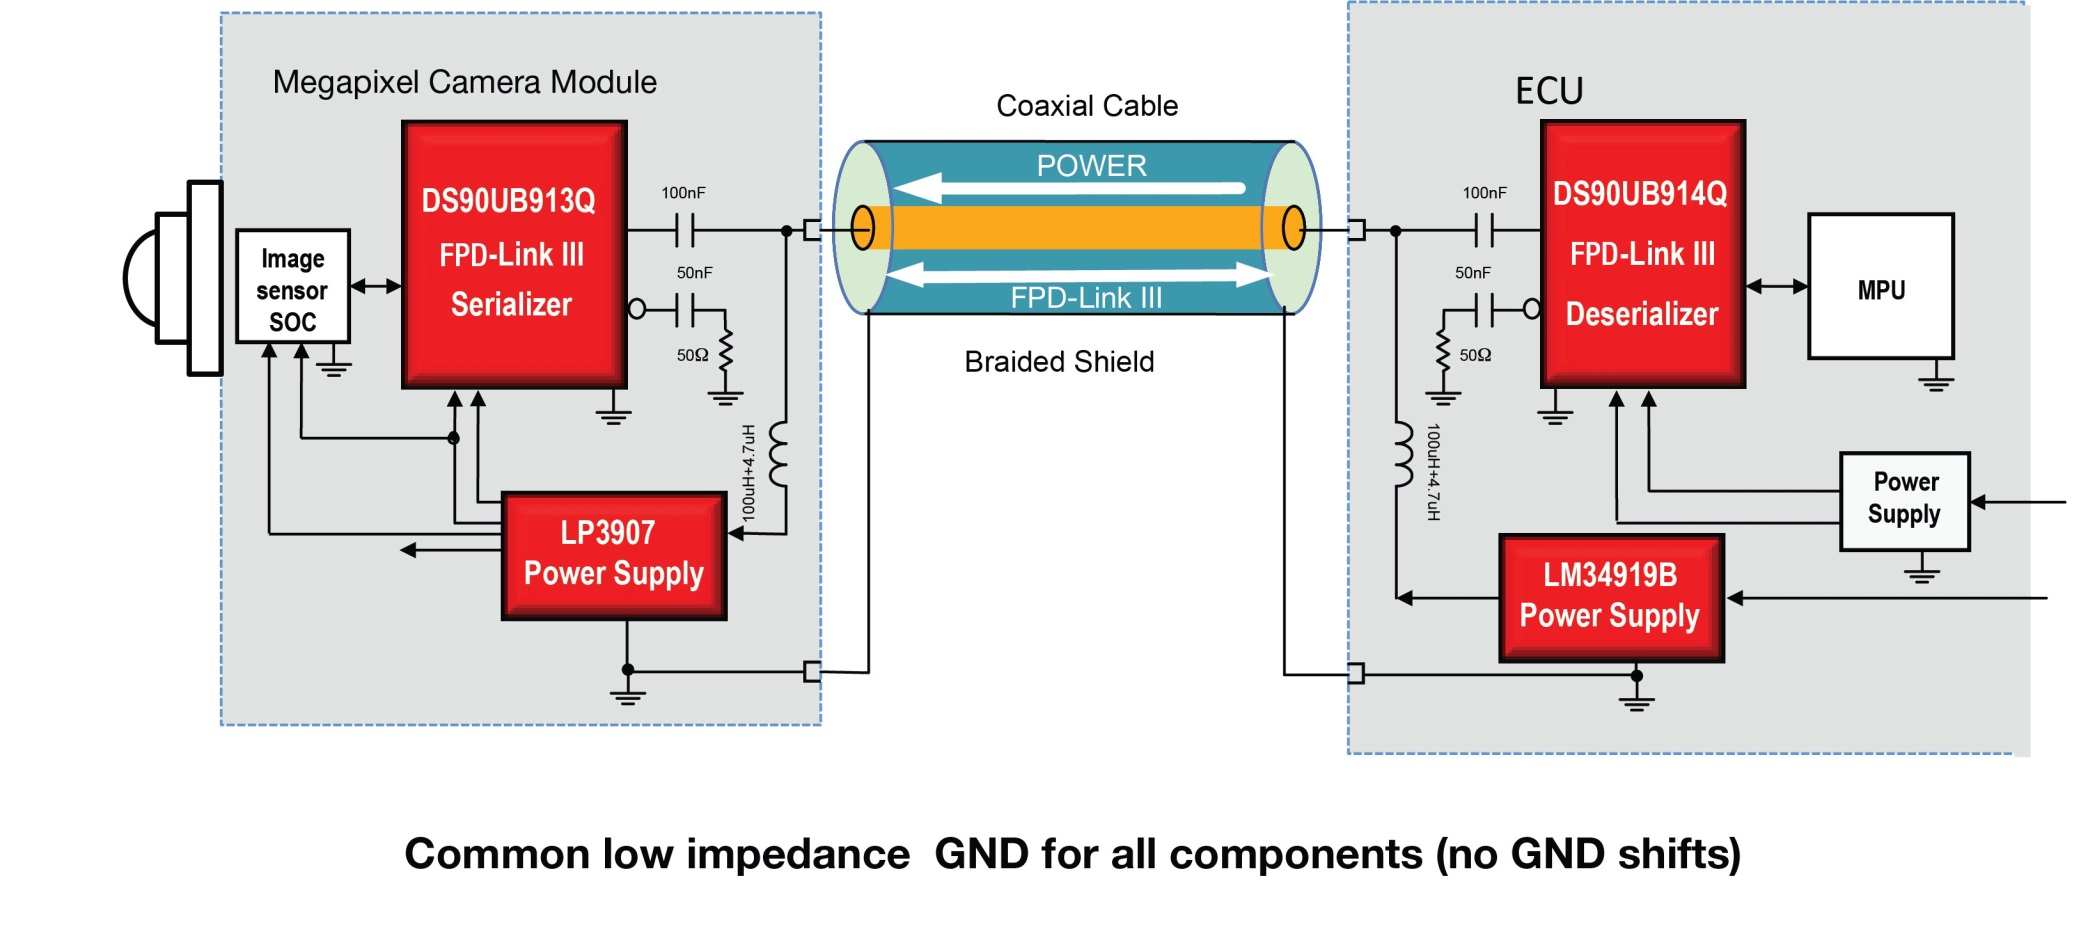 Megapixel Camera Module
DS90UB913Q
FPD-Link III
Serializer
Image
sensor
SOC
100nF
50nF
50Ω
100uH+4.7uH
LP3907
Power Supply
Coaxial Cable
POWER
FPD-Link III
Braided Shield
ECU
100nF
50nF
50Ω
100uH+4.7uH
DS90UB914Q
FPD-Link III
Deserializer
MPU
Power
Supply
LM34919B
Power Supply
Common low impedance  GND for all components (no GND shifts)